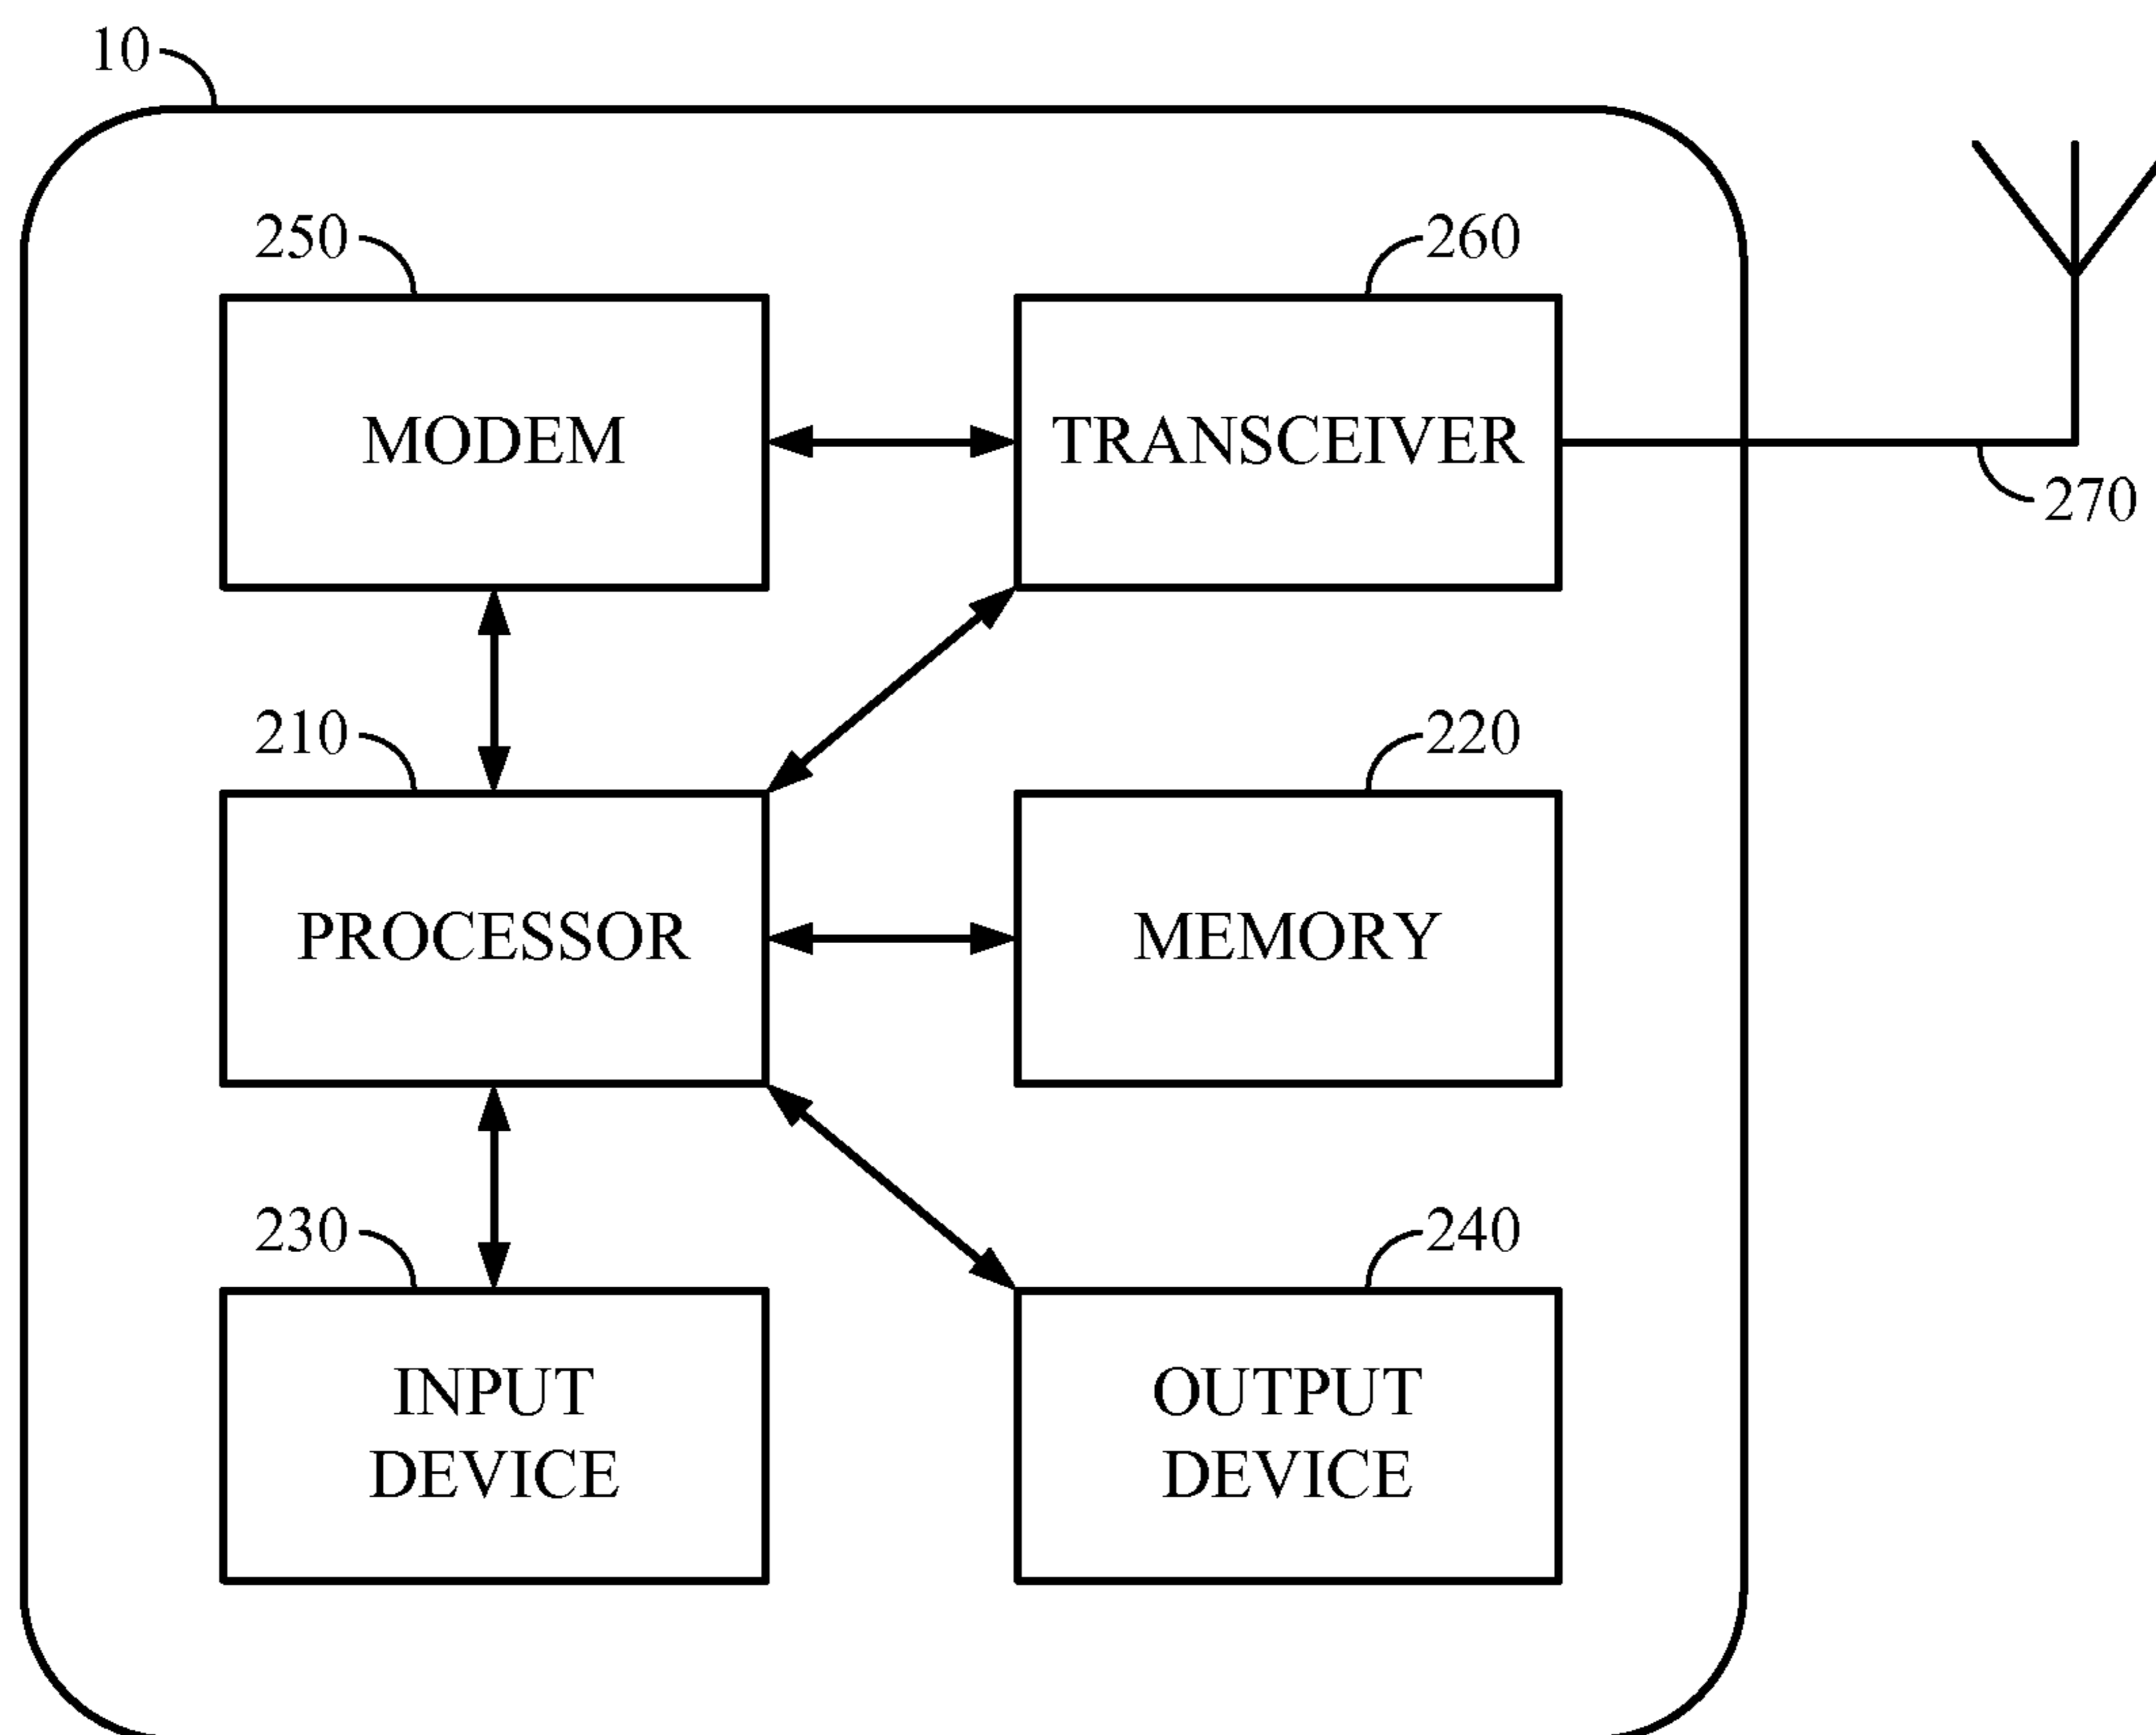 10
250
260
MODEM
TRANSCEIVER
270
210
220
PROCESSOR
MEMORY
230
240
INPUT
DEVICE
OUTPUT
DEVICE